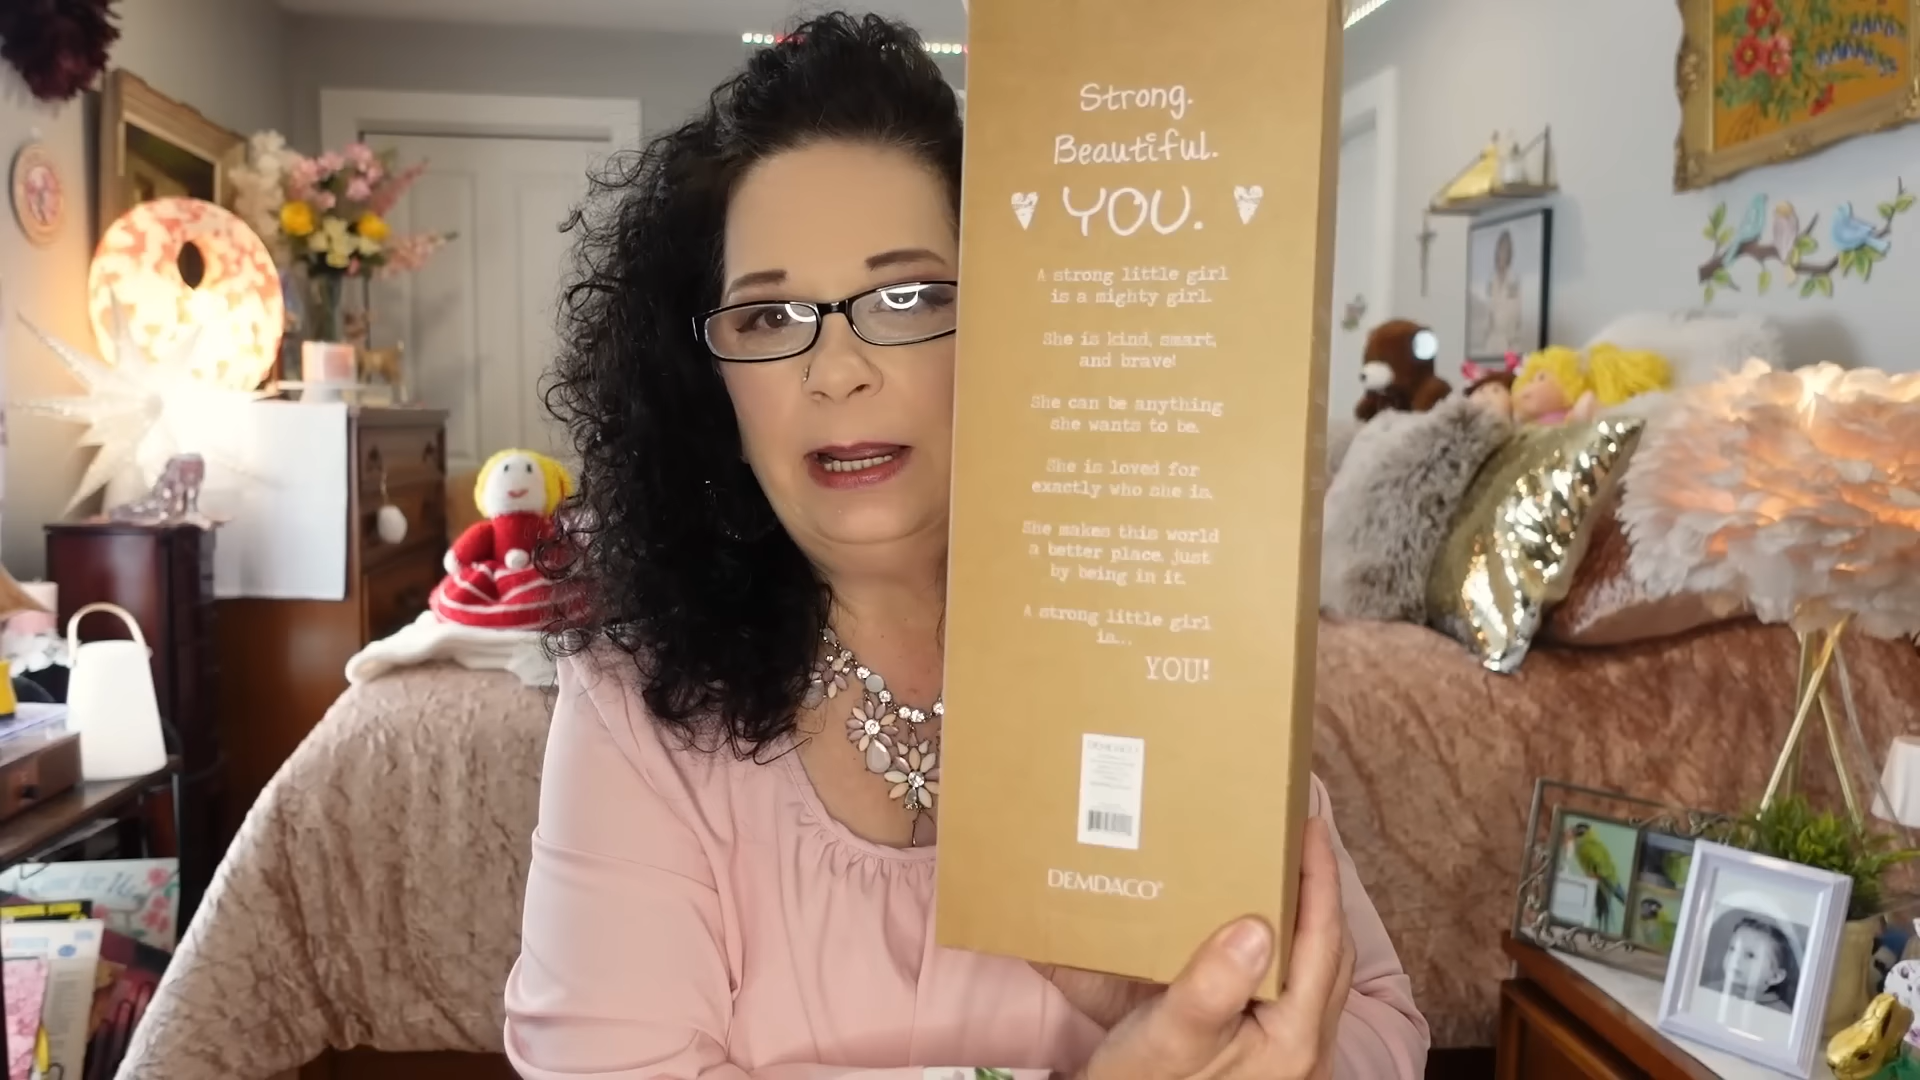 Strong.
Beautiful.
YOU.
A strong little girl
is a mighty girl.
She is kind, smart,
and brave!
She can be anything
she wants to be.
She is loved for
exactly who she is.
She makes this world
a better place, just
by being in it.
A strong little girl
is...
YOU!
DEMDACO
DEMDACO®